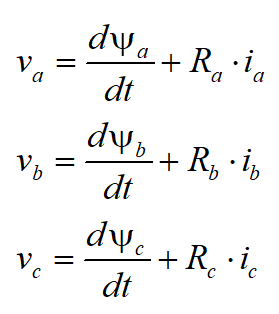 v_a = dψ_a/dt + R_a · i_a
v_b = dψ_b/dt + R_b · i_b
v_c = dψ_c/dt + R_c · i_c